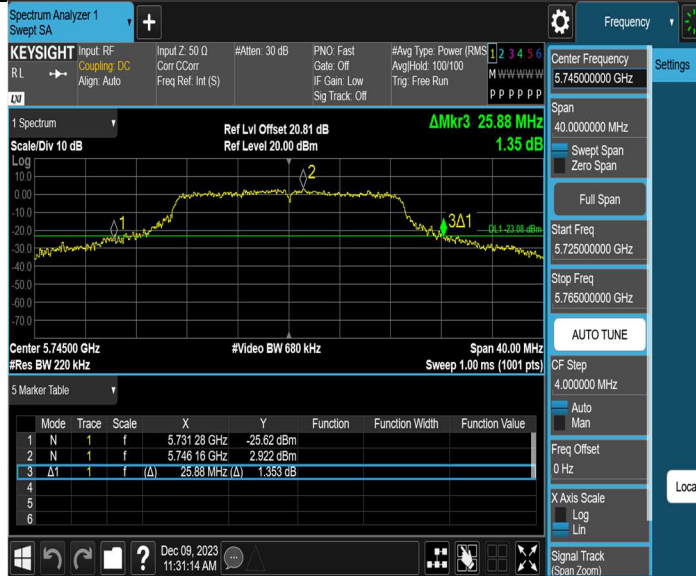 Spectrum Analyzer 1
Swept SA
+
Frequency
KEYSIGHT
RL
LXI
Input: RF
Coupling: DC
Align: Auto
Input Z: 50 Ω
Corr CCorr
Freq Ref: Int (S)
#Atten: 30 dB
PNO: Fast
Gate: Off
IF Gain: Low
Sig Track: Off
#Avg Type: Power (RMS
Avg|Hold: 100/100
Trig: Free Run
1 2 3 4 5 6
M W W W W W
P P P P P P
1 Spectrum
Scale/Div 10 dB
Ref Lvl Offset 20.81 dB
Ref Level 20.00 dBm
ΔMkr3 25.88 MHz
1.35 dB
Log
10.0
0.00
-10.0
-20.0
-30.0
-40.0
-50.0
-60.0
-70.0
1
2
3Δ1
DL1 -23.08 dBm
Center 5.74500 GHz
#Res BW 220 kHz
#Video BW 680 kHz
Span 40.00 MHz
Sweep 1.00 ms (1001 pts)
5 Marker Table
Mode Trace Scale X Y Function Function Width Function Value
1 N 1 f 5.731 28 GHz -25.62 dBm
2 N 1 f 5.746 16 GHz 2.922 dBm
3 Δ1 1 f (Δ) 25.88 MHz (Δ) 1.353 dB
4
5
6
Dec 09, 2023
11:31:14 AM
?
Center Frequency
5.745000000 GHz
Span
40.0000000 MHz
Swept Span
Zero Span
Full Span
Start Freq
5.725000000 GHz
Stop Freq
5.765000000 GHz
AUTO TUNE
CF Step
4.000000 MHz
Auto
Man
Freq Offset
0 Hz
X Axis Scale
Log
Lin
Signal Track
(Span Zoom)
Settings
Loca